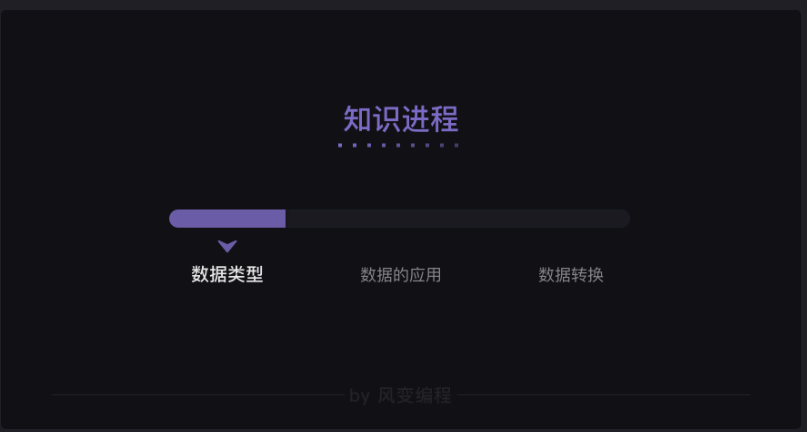 知识进程
数据类型
数据的应用
数据转换
by 风变编程